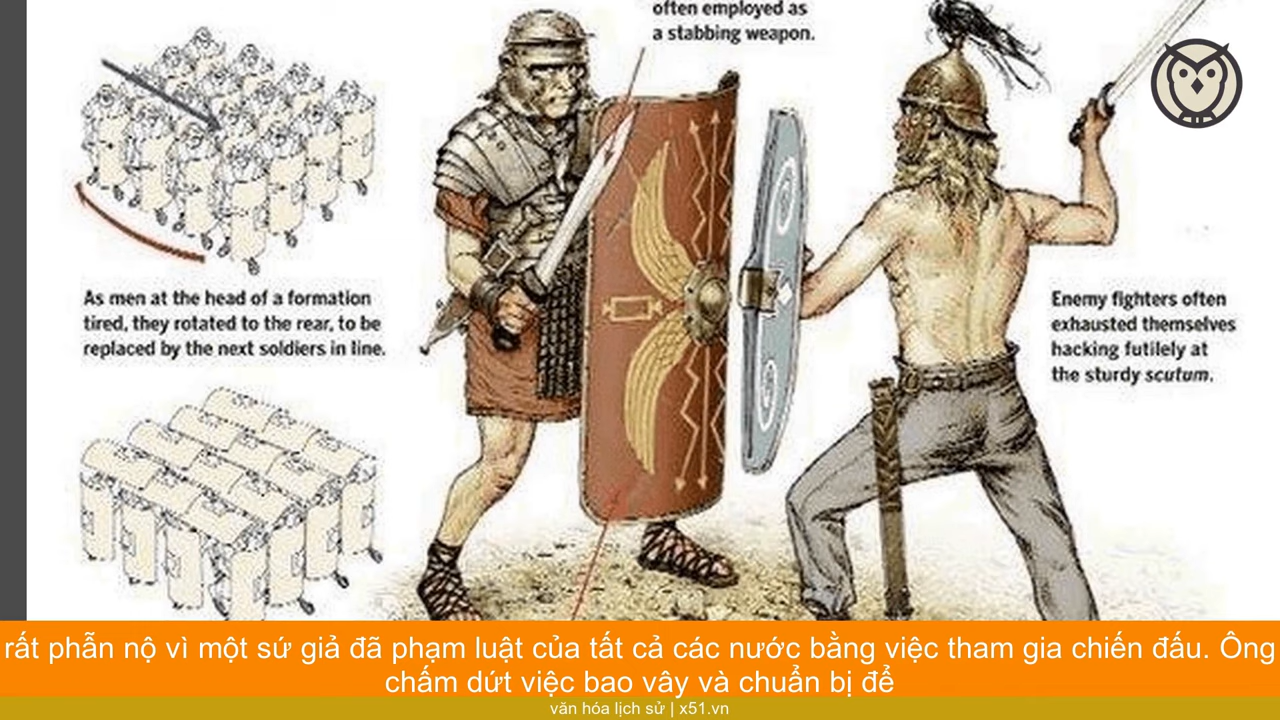 often employed as
a stabbing weapon.
As men at the head of a formation
tired, they rotated to the rear, to be
replaced by the next soldiers in line.
Enemy fighters often
exhausted themselves
hacking futilely at
the sturdy scutum.
rất phẫn nộ vì một sứ giả đã phạm luật của tất cả các nước bằng việc tham gia chiến đấu. Ông
chấm dứt việc bao vây và chuẩn bị để
văn hóa lịch sử | x51.vn